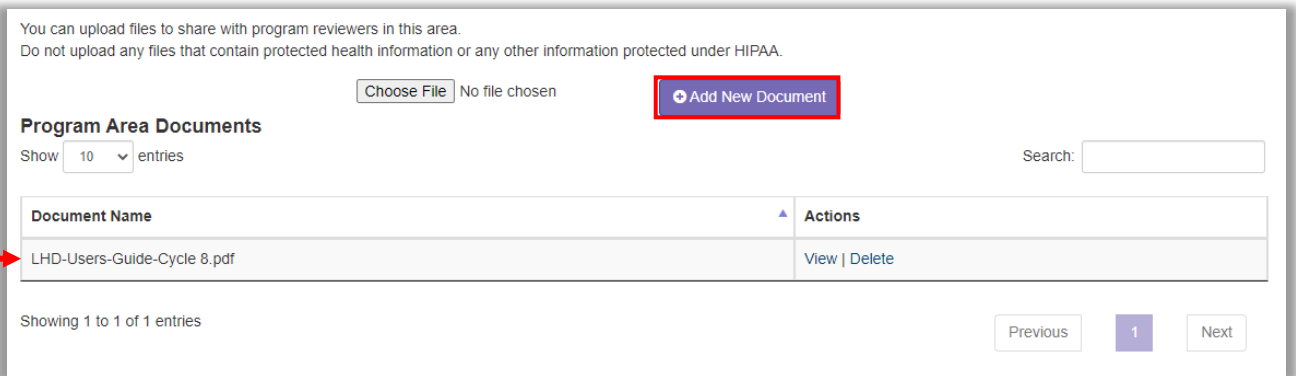 You can upload files to share with program reviewers in this area.
Do not upload any files that contain protected health information or any other information protected under HIPAA.
Choose File No file chosen Add New Document
Program Area Documents
Show 10 entries Search:
Document Name Actions
LHD-Users-Guide-Cycle 8.pdf View | Delete
Showing 1 to 1 of 1 entries
Previous 1 Next